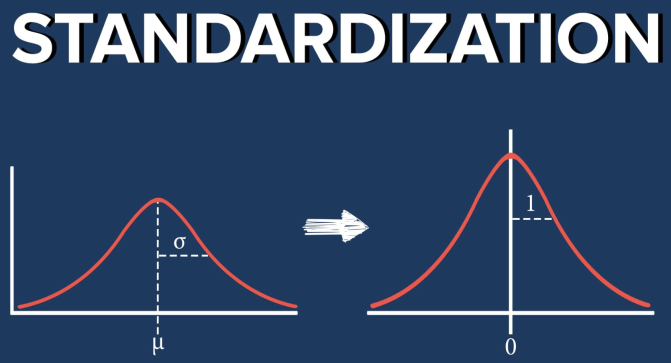 STANDARDIZATION
σ
μ
1
0